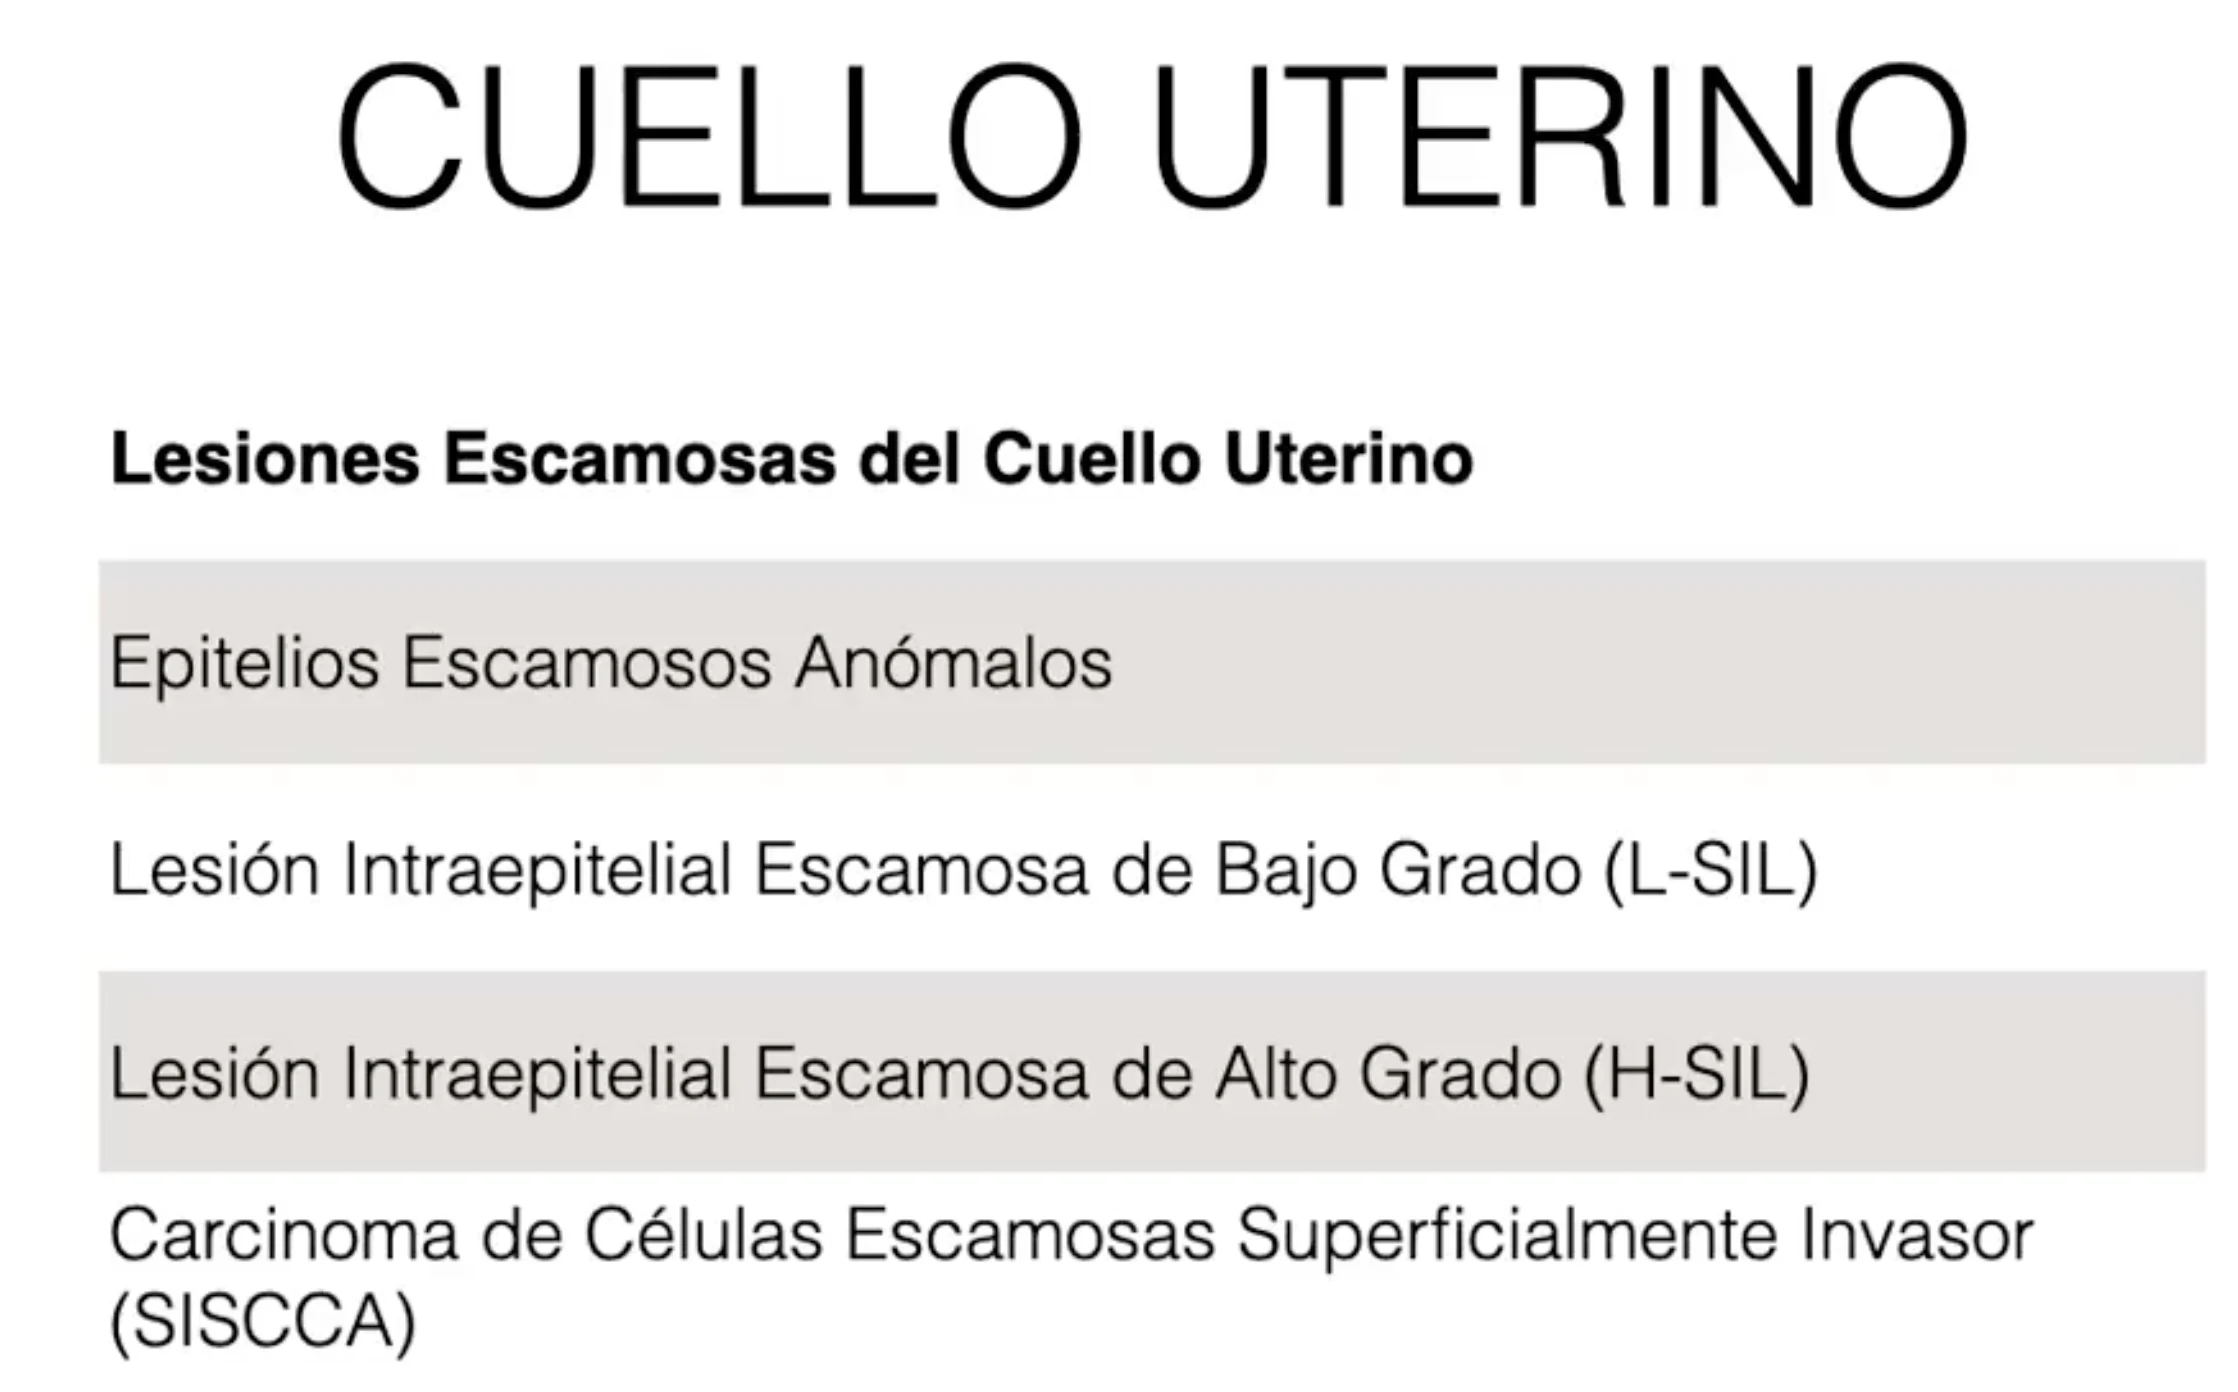 CUELLO UTERINO
Lesiones Escamosas del Cuello Uterino
Epitelios Escamosos Anómalos
Lesión Intraepitelial Escamosa de Bajo Grado (L-SIL)
Lesión Intraepitelial Escamosa de Alto Grado (H-SIL)
Carcinoma de Células Escamosas Superficialmente Invasor
(SISCCA)